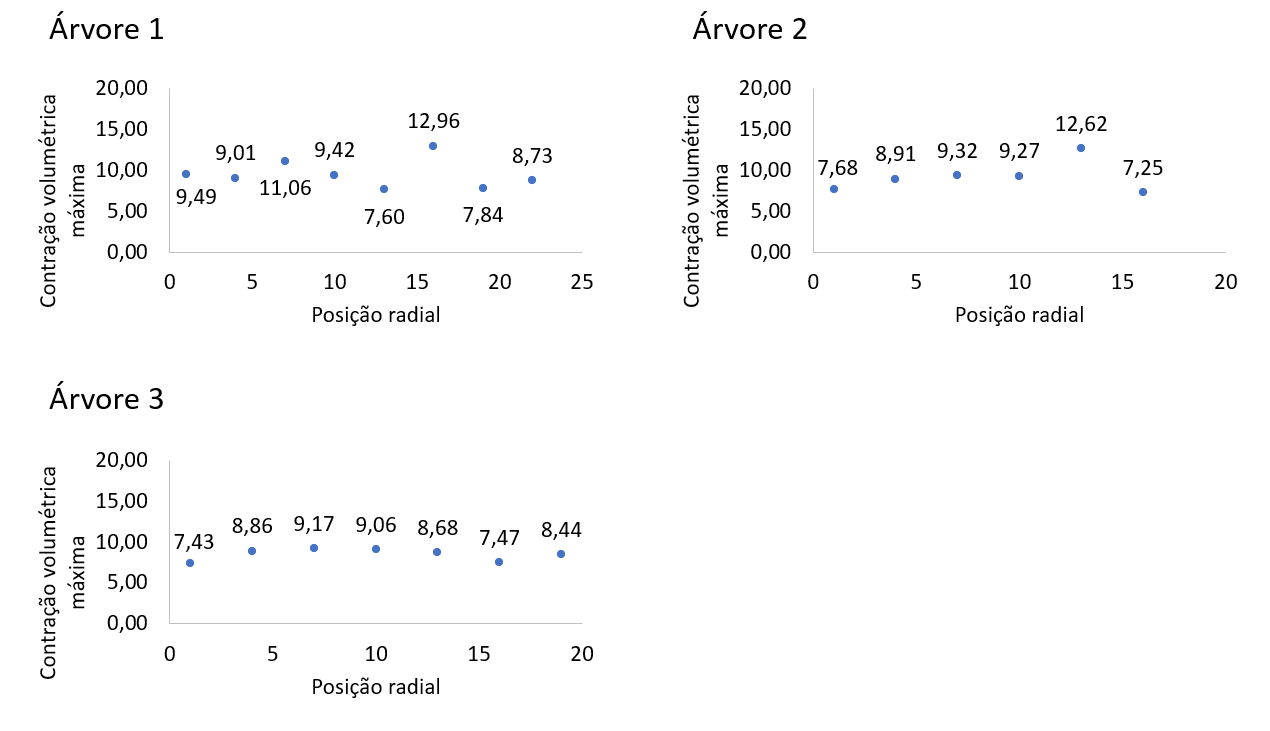 Árvore 1
Contração volumétrica
máxima
20,00
15,00
10,00
5,00
0,00
9,49
9,01
11,06
9,42
7,60
12,96
7,84
8,73
0 5 10 15 20 25
Posição radial
Árvore 2
Contração volumétrica
máxima
20,00
15,00
10,00
5,00
0,00
7,68
8,91
9,32
9,27
12,62
7,25
0 5 10 15 20
Posição radial
Árvore 3
Contração volumétrica
máxima
20,00
15,00
10,00
5,00
0,00
7,43
8,86
9,17
9,06
8,68
7,47
8,44
0 5 10 15 20
Posição radial